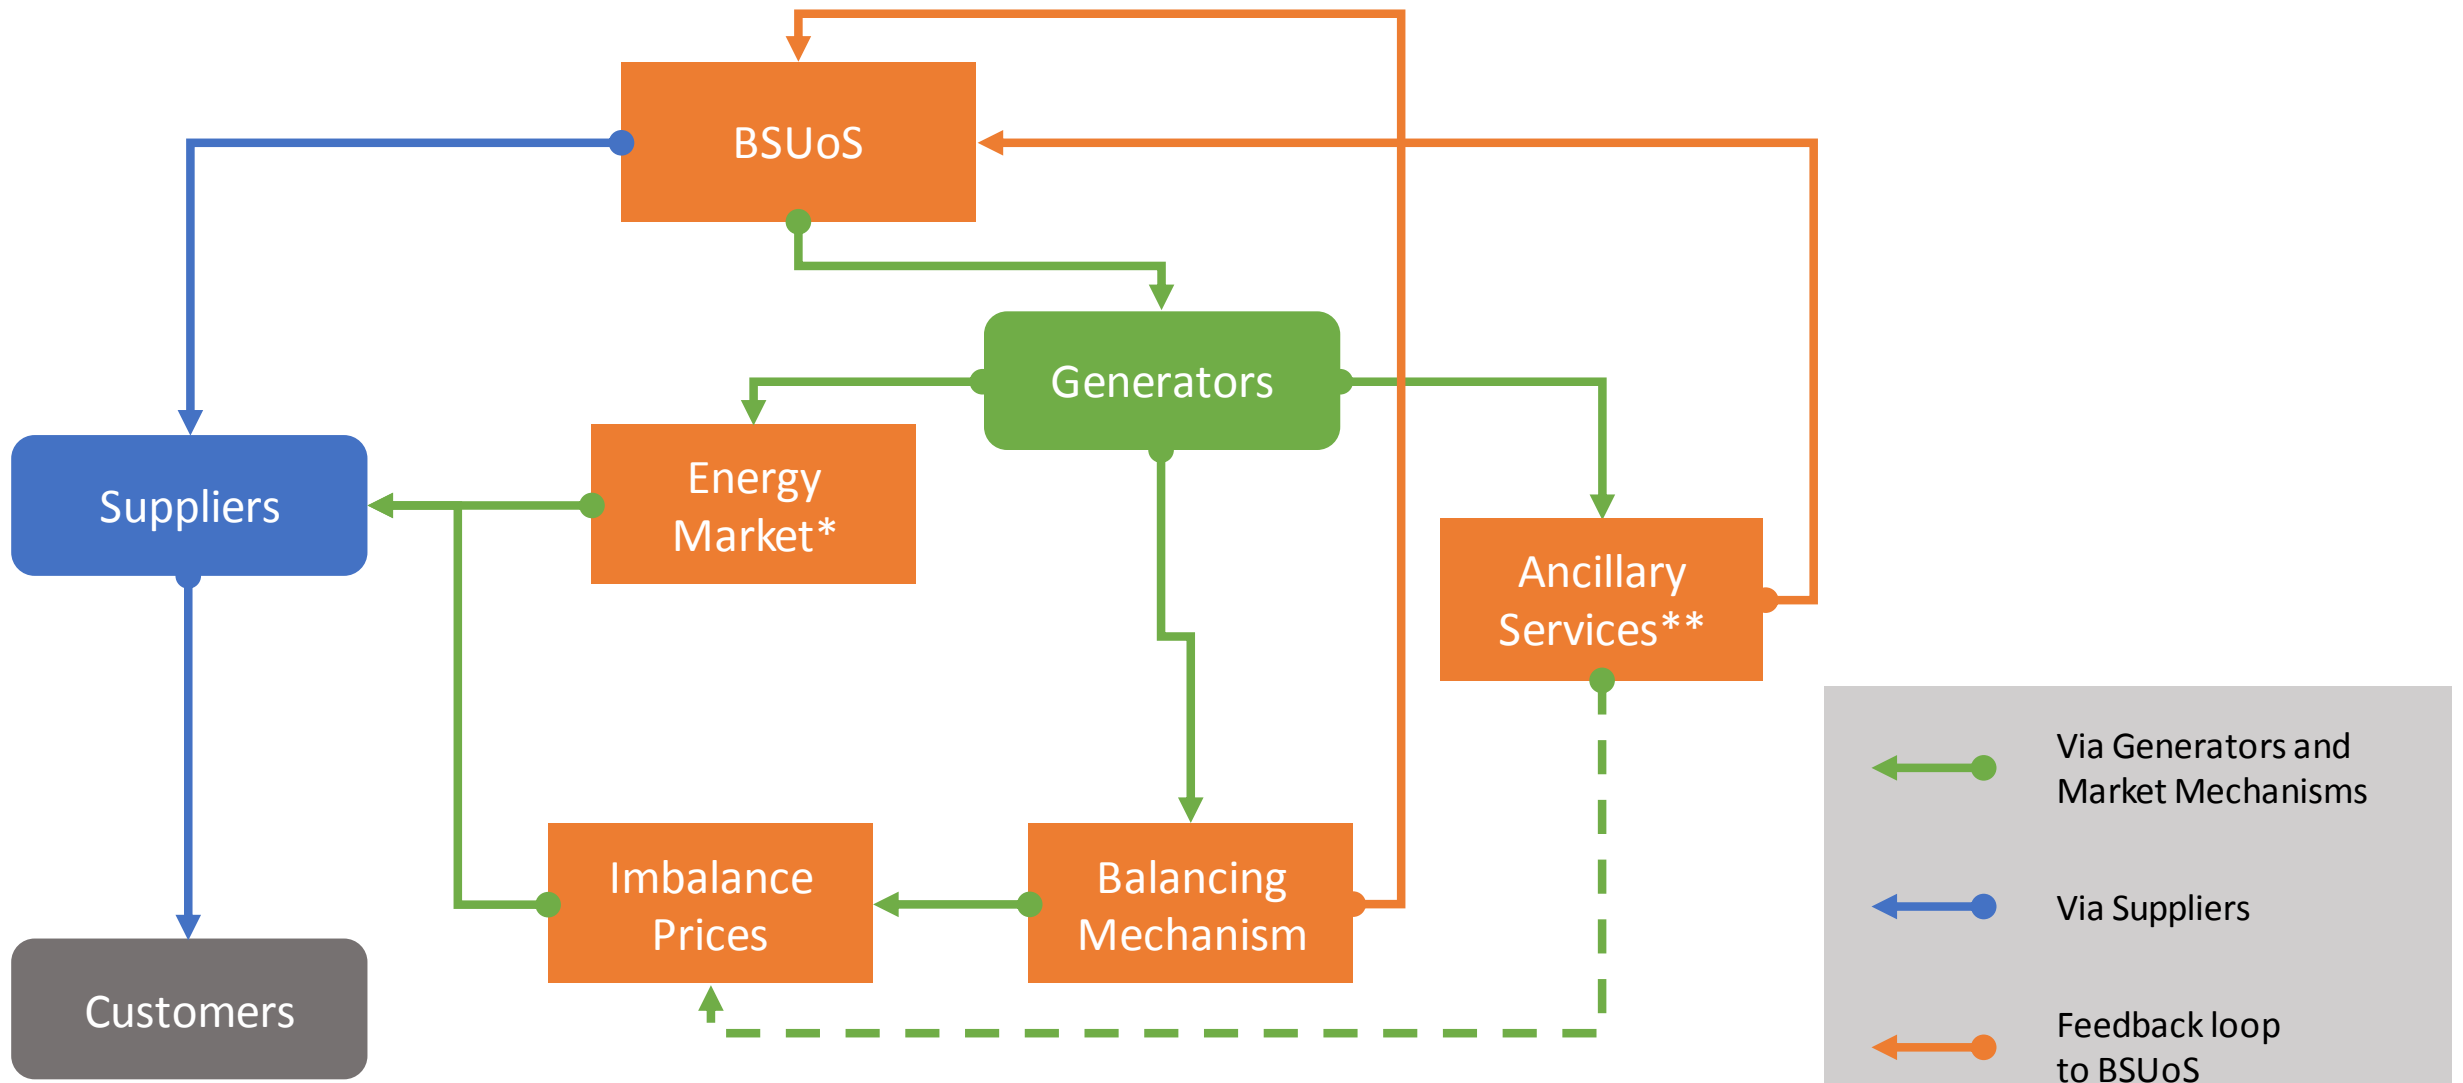 BSUoS
Generators
Energy
Market*
Suppliers
Ancillary
Services**
Imbalance
Prices
Balancing
Mechanism
Customers
Via Generators and
Market Mechanisms
Via Suppliers
Feedback loop
to BSUoS